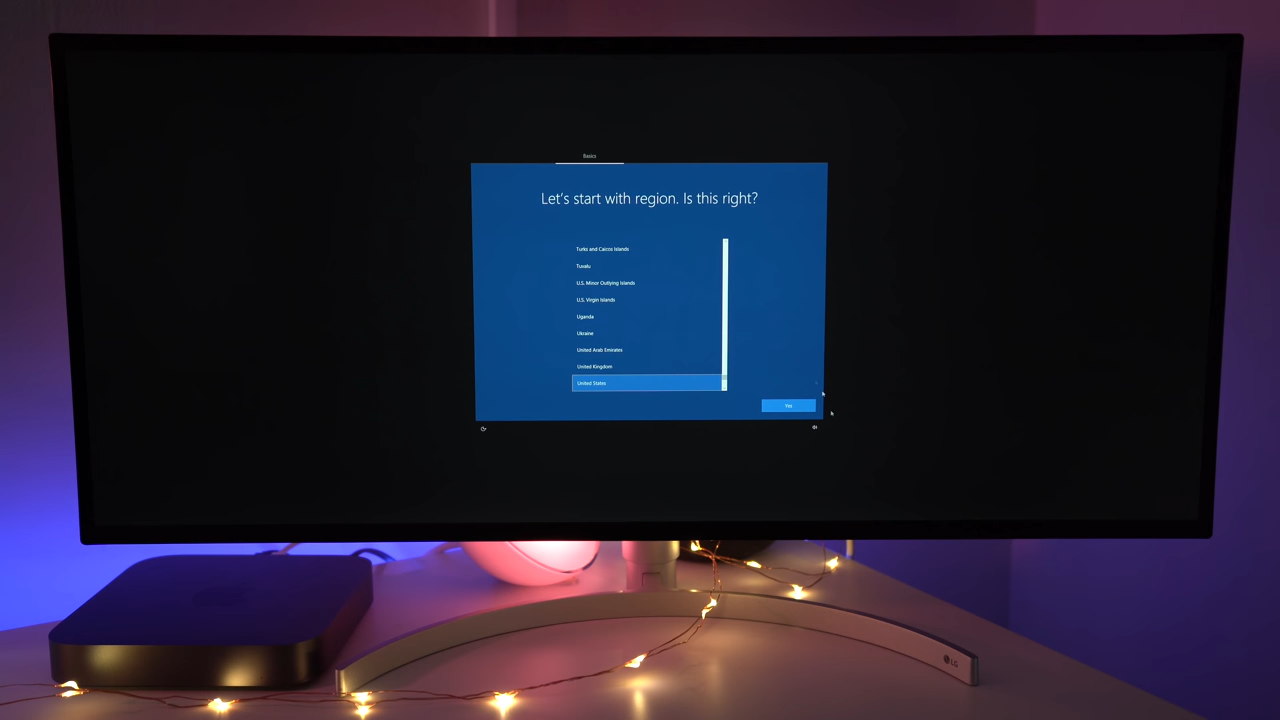 Basics
Let's start with region. Is this right?
Turks and Caicos Islands
Tuvalu
U.S. Minor Outlying Islands
U.S. Virgin Islands
Uganda
Ukraine
United Arab Emirates
United Kingdom
United States
Yes
LG